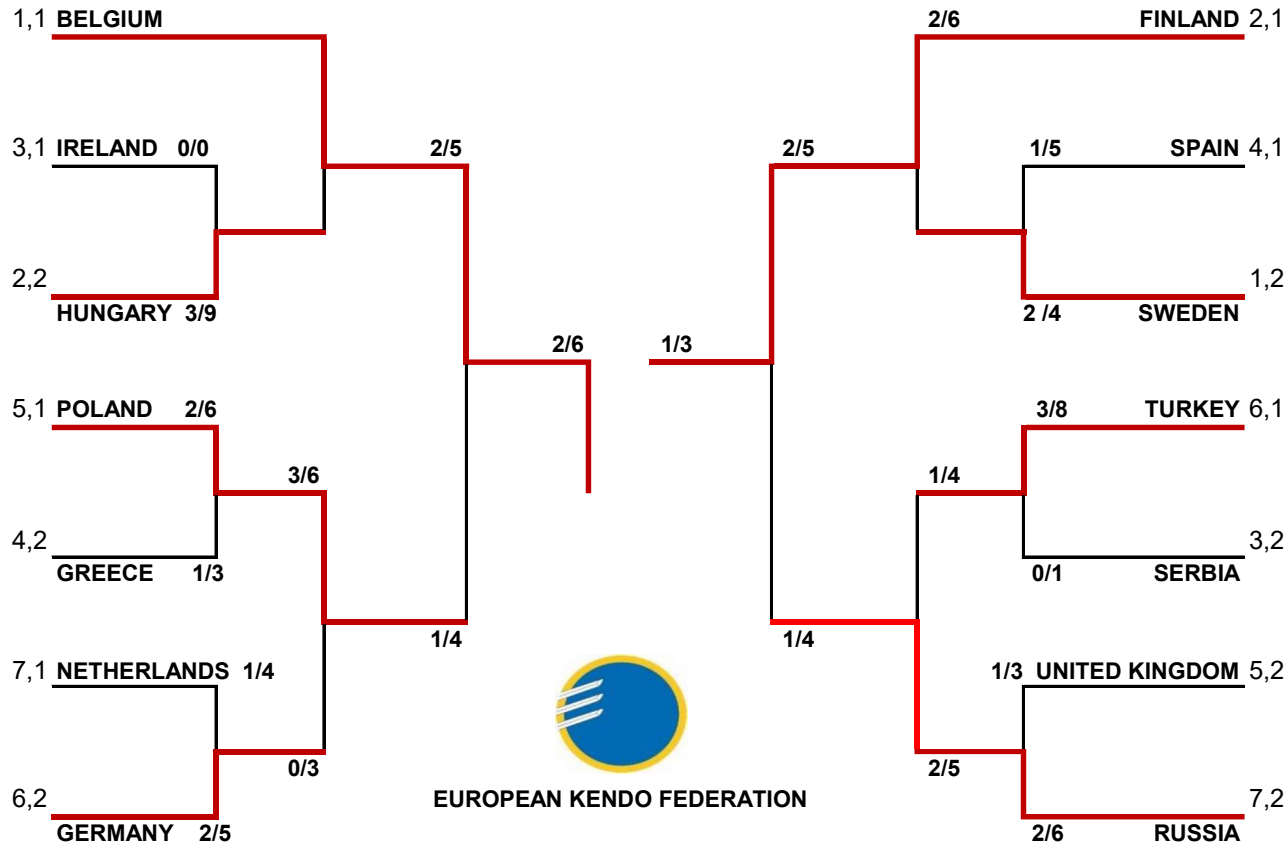 1,1 BELGIUM 2/6 FINLAND 2,1
3,1 IRELAND 0/0 2/5 2/5 1/5 SPAIN 4,1
2,2 1,2
HUNGARY 3/9 2 /4 SWEDEN
2/6 1/3
5,1 POLAND 2/6 3/8 TURKEY 6,1
3/6 1/4
4,2 3,2
GREECE 1/3 0/1 SERBIA
1/4 1/4
7,1 NETHERLANDS 1/4 1/3 UNITED KINGDOM 5,2
0/3 2/5
6,2 EUROPEAN KENDO FEDERATION 7,2
GERMANY 2/5 2/6 RUSSIA